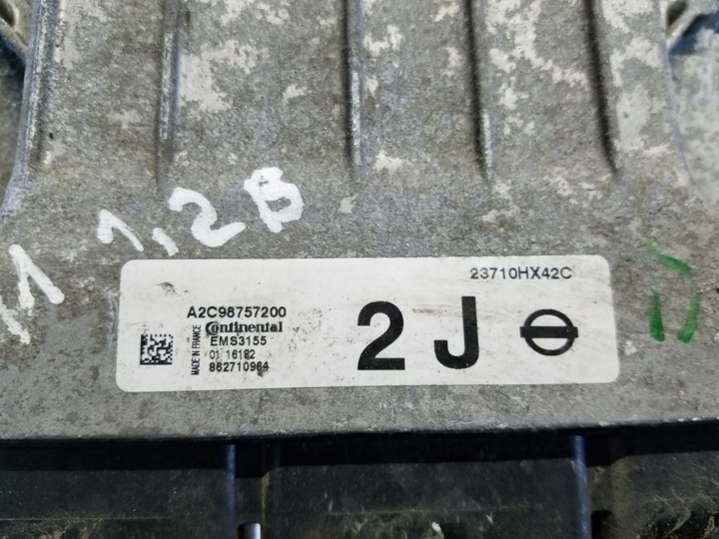 1,2B
23710HX42C
A2C98757200
Continental
EMS3155
01 16182
862710964
MADE IN FRANCE
2J